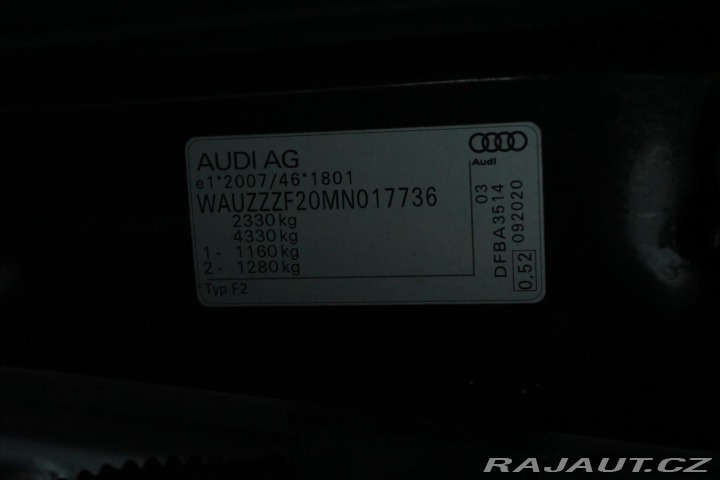 AUDI AG
e1*2007/46*1801
WAUZZZF20MN017736
2330 kg
4330 kg
1 - 1160 kg
2 - 1280 kg
Typ F2
Audi
03
DFBA3514
0,52 092020
RAJAUT.CZ